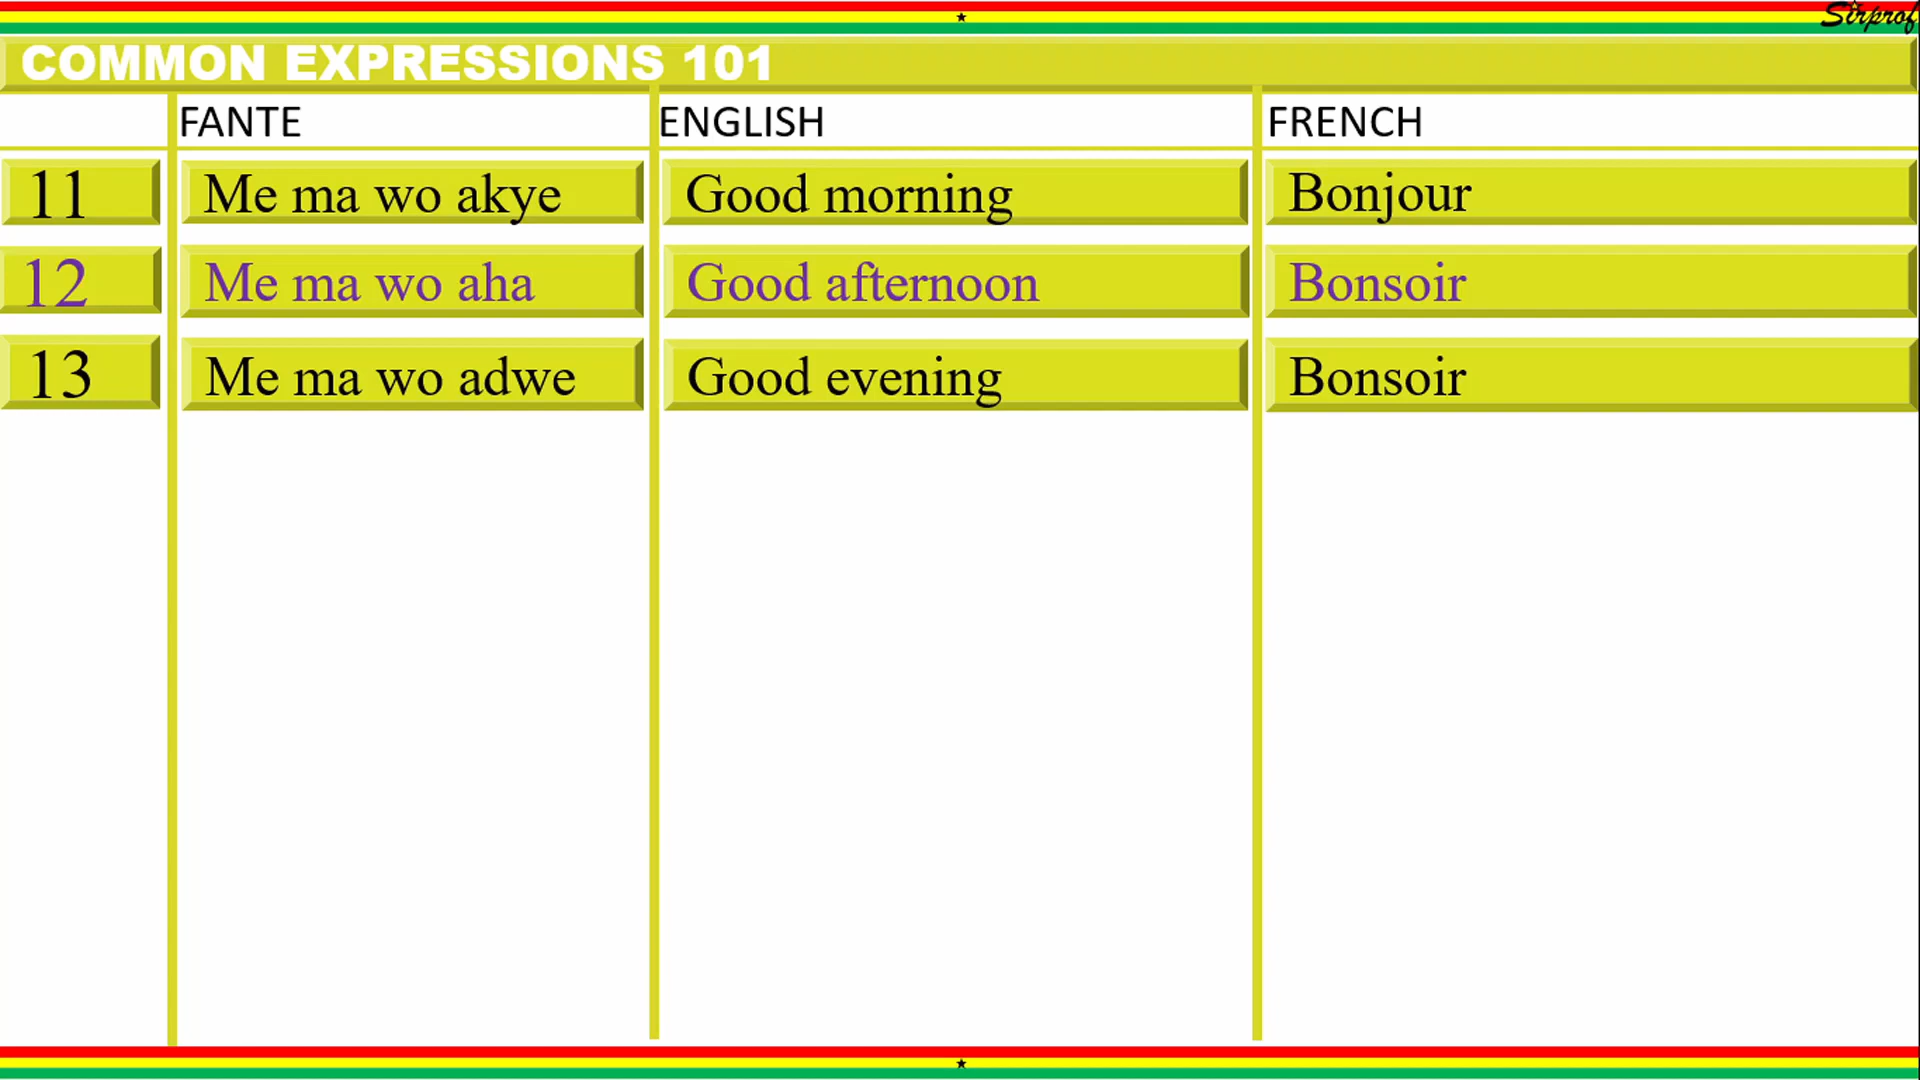 Sirprof
COMMON EXPRESSIONS 101
FANTE ENGLISH FRENCH
11 Me ma wo akye Good morning Bonjour
12 Me ma wo aha Good afternoon Bonsoir
13 Me ma wo adwe Good evening Bonsoir